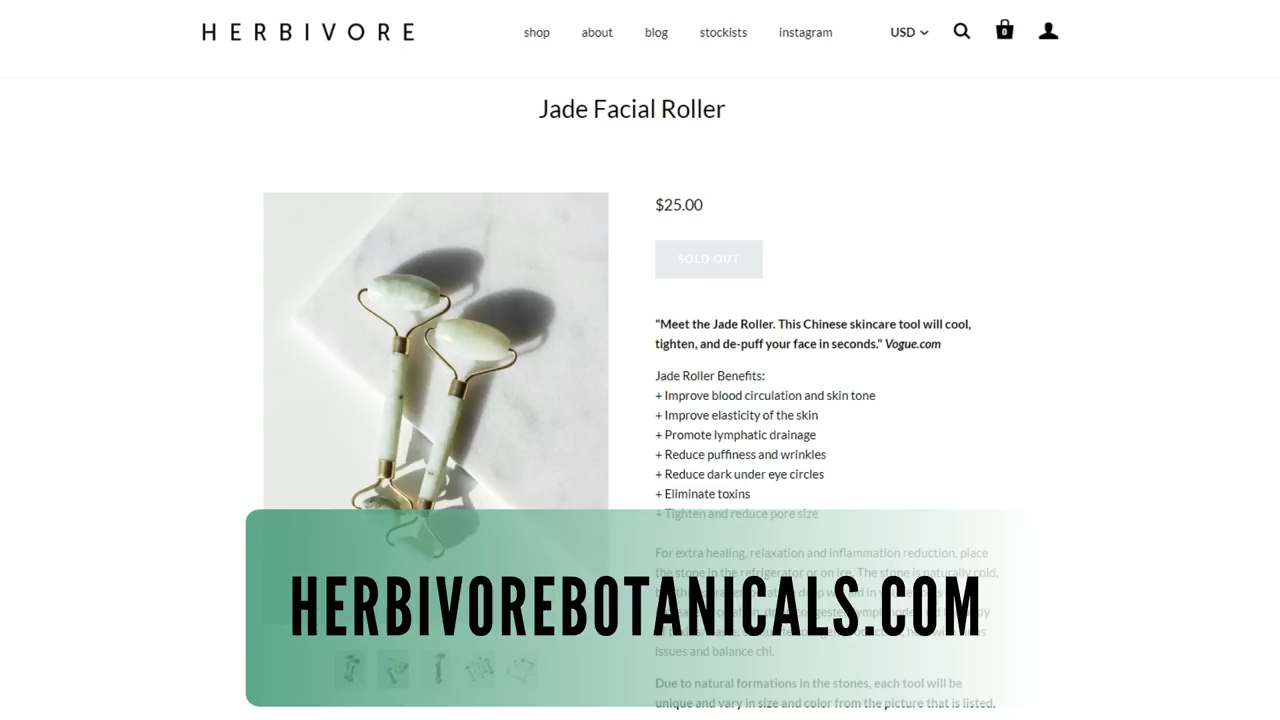 HERBIVORE
shop about blog stockists instagram USD 0
Jade Facial Roller
$25.00
SOLD OUT
"Meet the Jade Roller. This Chinese skincare tool will cool,
tighten, and de-puff your face in seconds." Vogue.com
Jade Roller Benefits:
+ Improve blood circulation and skin tone
+ Improve elasticity of the skin
+ Promote lymphatic drainage
+ Reduce puffiness and wrinkles
+ Reduce dark under eye circles
+ Eliminate toxins
+ Tighten and reduce pore size
For extra healing, relaxation and inflammation reduction, place
the stone in the refrigerator or on ice. The stone is naturally cold,
HERBIVOREBOTANICALS.COM
issues and balance chi.
Due to natural formations in the stones, each tool will be
unique and vary in size and color from the picture that is listed.